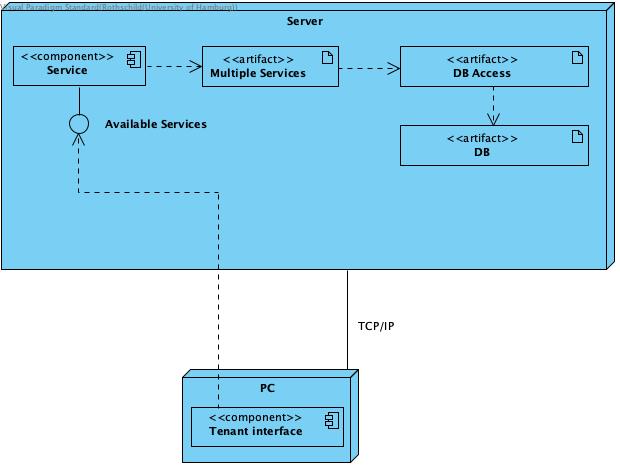 Visual Paradigm Standard(Rothschild(University of Hamburg))
Server
<<component>>
Service
<<artifact>>
Multiple Services
<<artifact>>
DB Access
Available Services
<<artifact>>
DB
TCP/IP
PC
<<component>>
Tenant interface